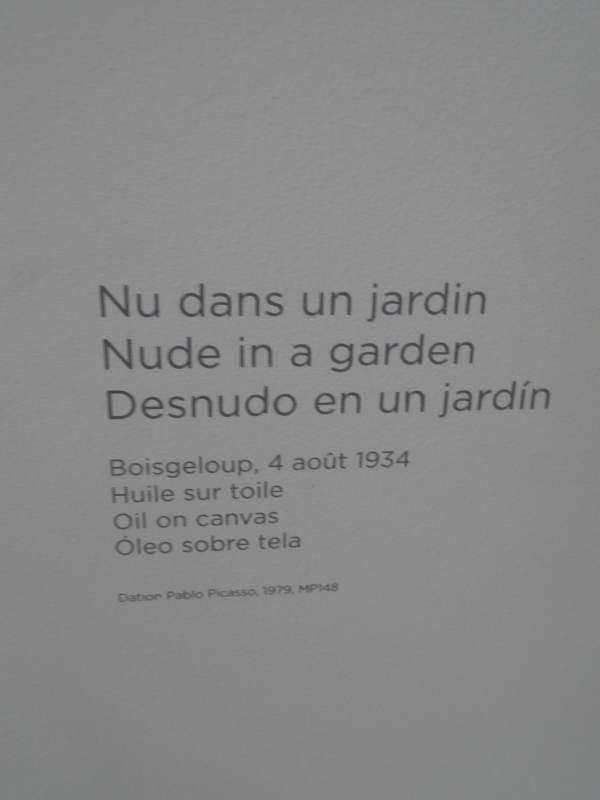 Nu dans un jardin
Nude in a garden
Desnudo en un jardín
Boisgeloup, 4 août 1934
Huile sur toile
Oil on canvas
Óleo sobre tela
Dation Pablo Picasso, 1979, MP148